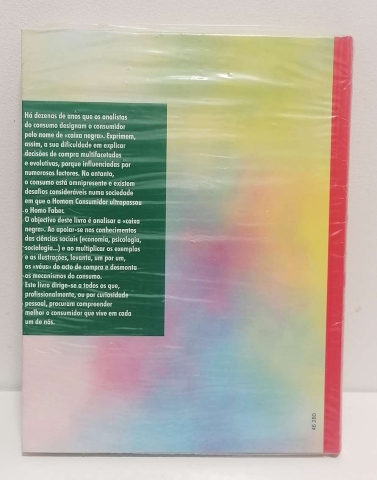 Há dezenas de anos que os analistas
do consumo designam o consumidor
pelo nome de «caixa negra». Exprimem,
assim, a sua dificuldade em explicar
decisões de compra multifacetadas
e evolutivas, porque influenciadas por
numerosos factores. No entanto,
o consumo está omnipresente e existem
desafios consideráveis numa sociedade
em que o Homem Consumidor ultrapassou
o Homo Faber.
O objectivo deste livro é analisar a «caixa
negra». Ao apoiar-se nos conhecimentos
das ciências sociais (economia, psicologia,
sociologia...) e ao multiplicar os exemplos
e as ilustrações, levanta, um por um,
os «véus» do acto de compra e desmonta
os mecanismos do consumo.
Este livro dirige-se a todos os que,
profissionalmente, ou por curiosidade
pessoal, procuram compreender
melhor o consumidor que vive em cada
um de nós.